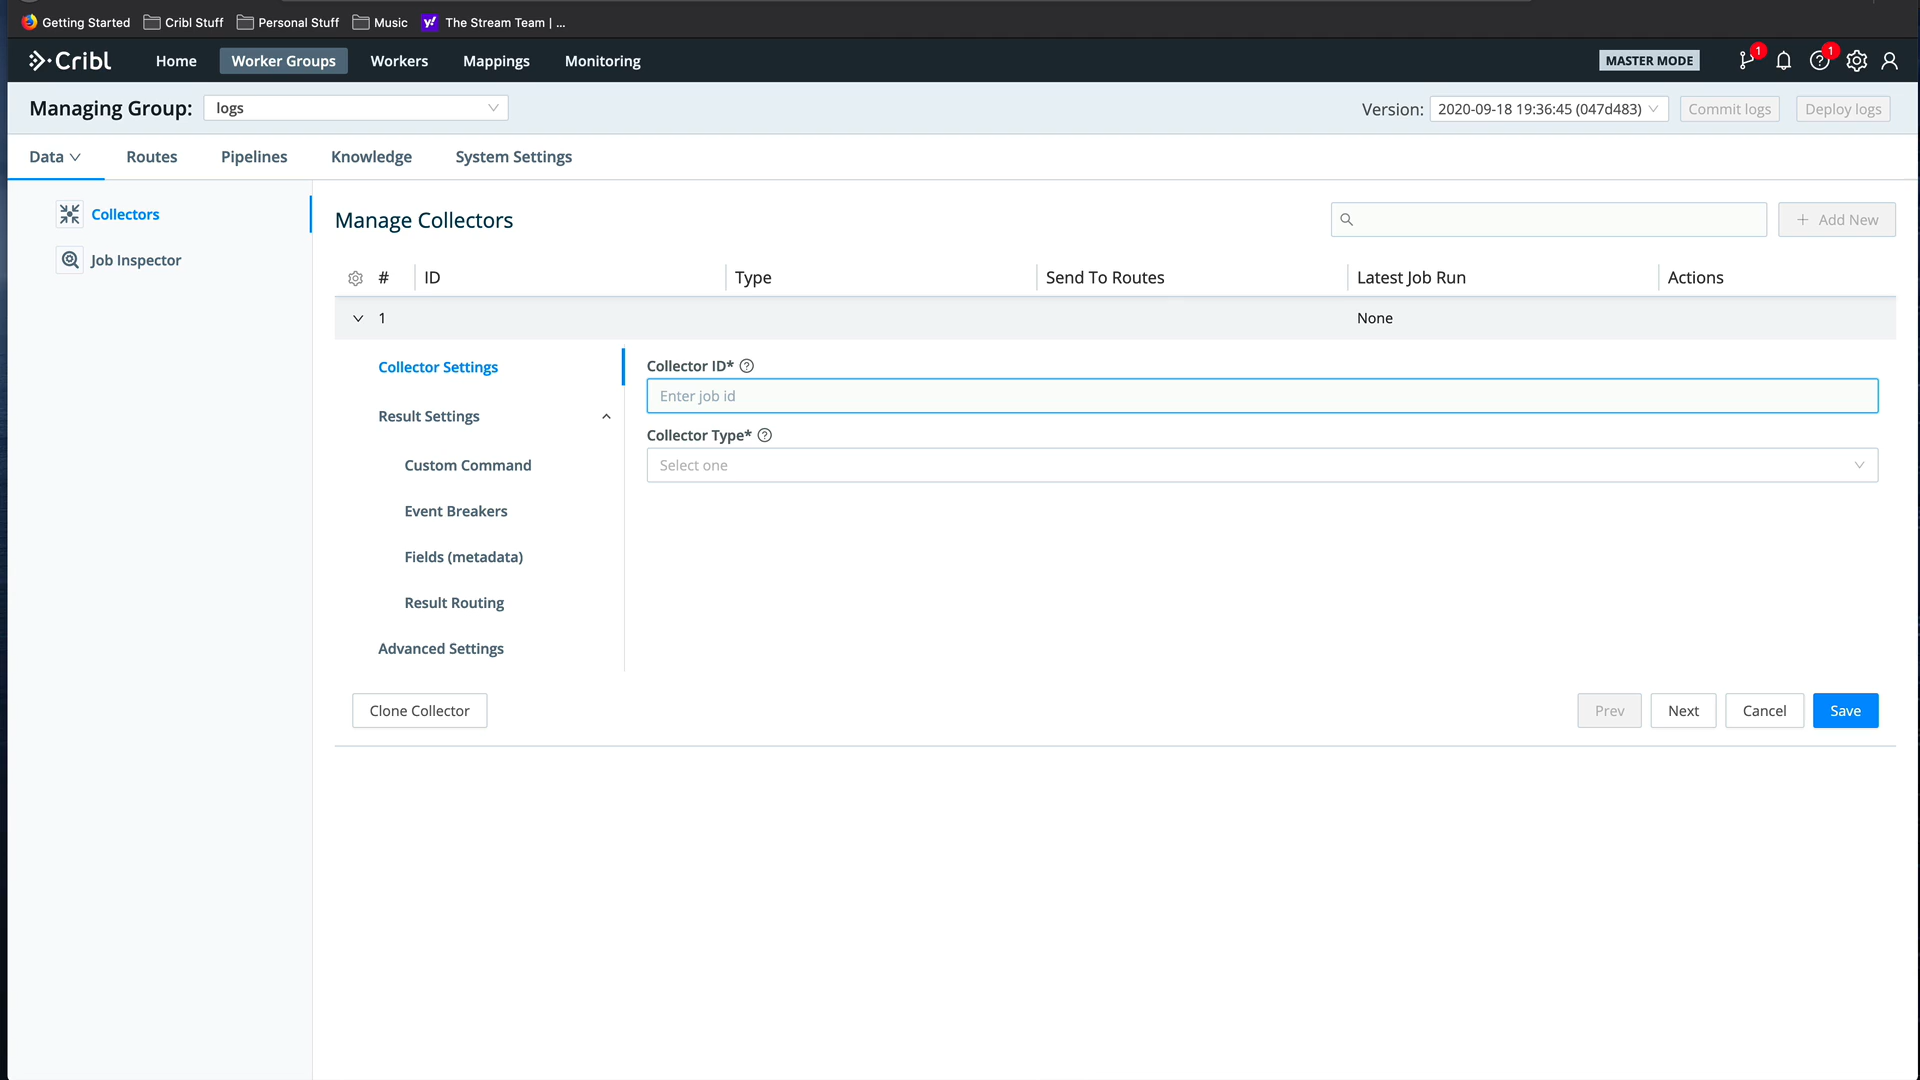 Getting Started Cribl Stuff Personal Stuff Music The Stream Team | ...
Cribl Home Worker Groups Workers Mappings Monitoring MASTER MODE 1 1
Managing Group: logs Version: 2020-09-18 19:36:45 (047d483) Commit logs Deploy logs
Data Routes Pipelines Knowledge System Settings
Collectors
Job Inspector
Manage Collectors
+ Add New
# ID Type Send To Routes Latest Job Run Actions
1 None
Collector Settings
Result Settings
Custom Command
Event Breakers
Fields (metadata)
Result Routing
Advanced Settings
Collector ID*
Enter job id
Collector Type*
Select one
Clone Collector Prev Next Cancel Save